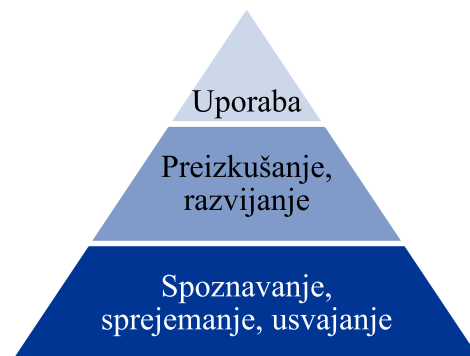 Uporaba
Preizkušanje,
razvijanje
Spoznavanje,
sprejemanje, usvajanje